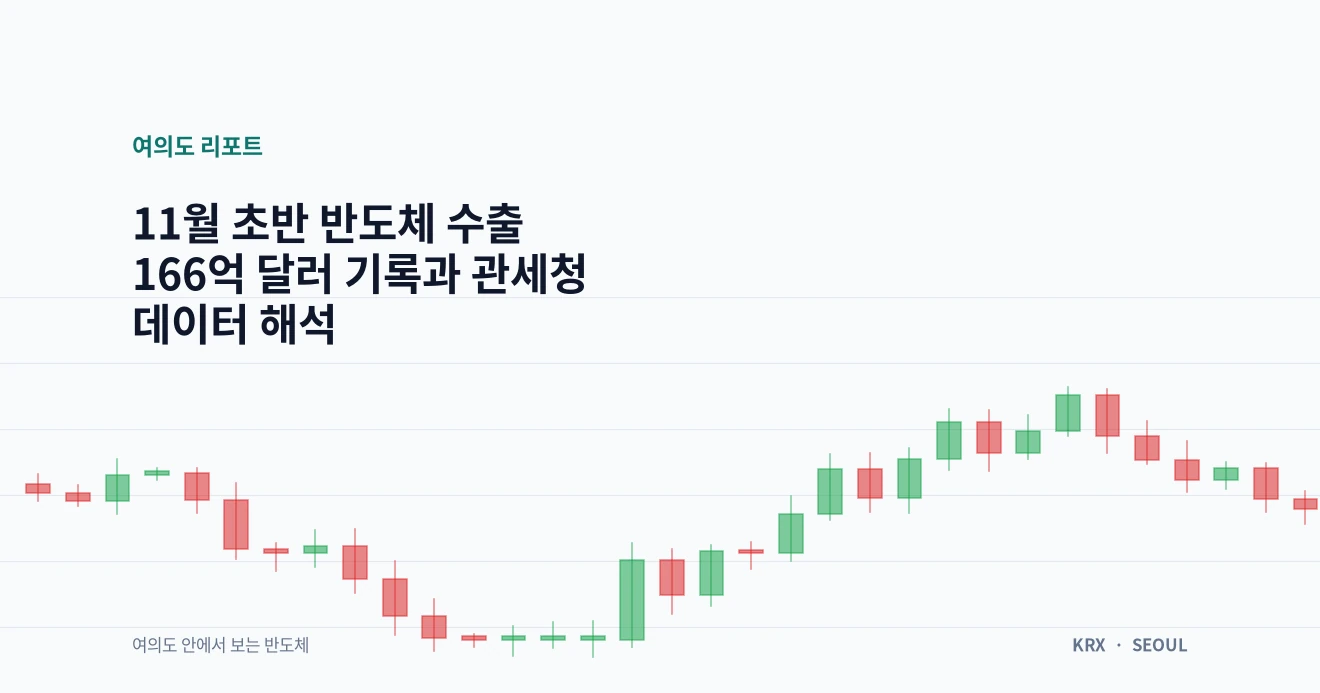 여의도 리포트
11월 초반 반도체 수출
166억 달러 기록과 관세청
데이터 해석
여의도 안에서 보는 반도체
KRX · SEOUL